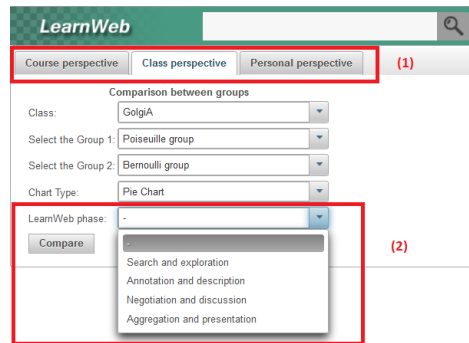 LearnWeb
Course perspective Class perspective Personal perspective (1)
Comparison between groups
Class: GolgiA
Select the Group 1: Poiseuille group
Select the Group 2: Bernoulli group
Chart Type: Pie Chart
LearnWeb phase: -
Compare - (2)
Search and exploration
Annotation and description
Negotiation and discussion
Aggregation and presentation